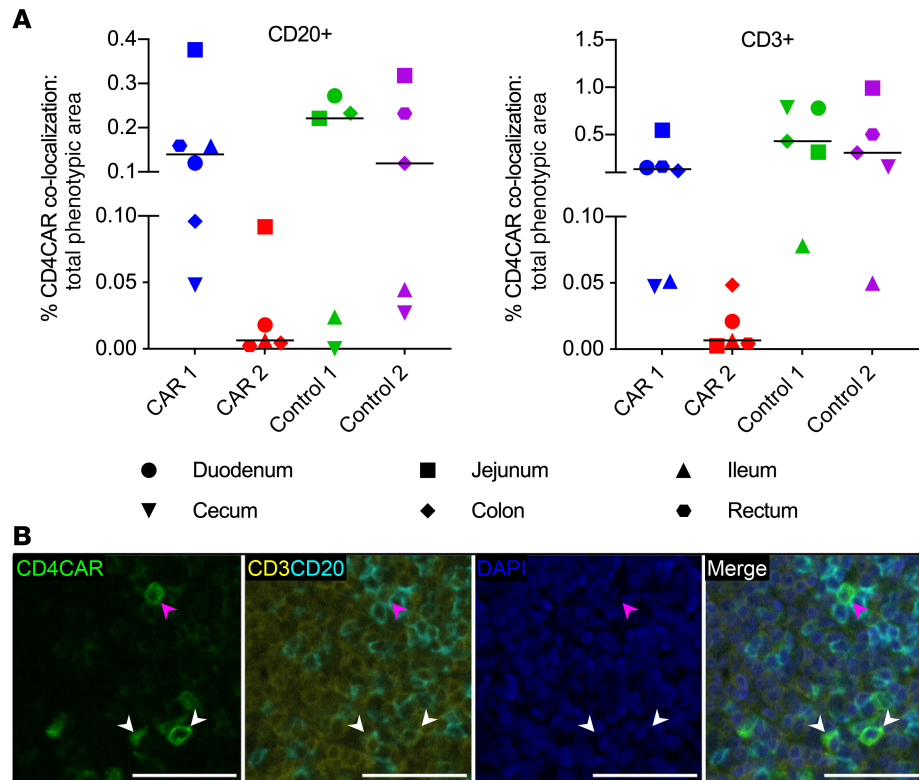 A
CD20+
% CD4CAR co-localization:
total phenotypic area
0.4
0.3
0.2
0.1
0.10
0.05
0.00
CAR 1
CAR 2
Control 1
Control 2
CD3+
% CD4CAR co-localization:
total phenotypic area
1.5
1.0
0.5
0.10
0.05
0.00
CAR 1
CAR 2
Control 1
Control 2
Duodenum
Jejunum
Ileum
Cecum
Colon
Rectum
B
CD4CAR
CD3CD20
DAPI
Merge